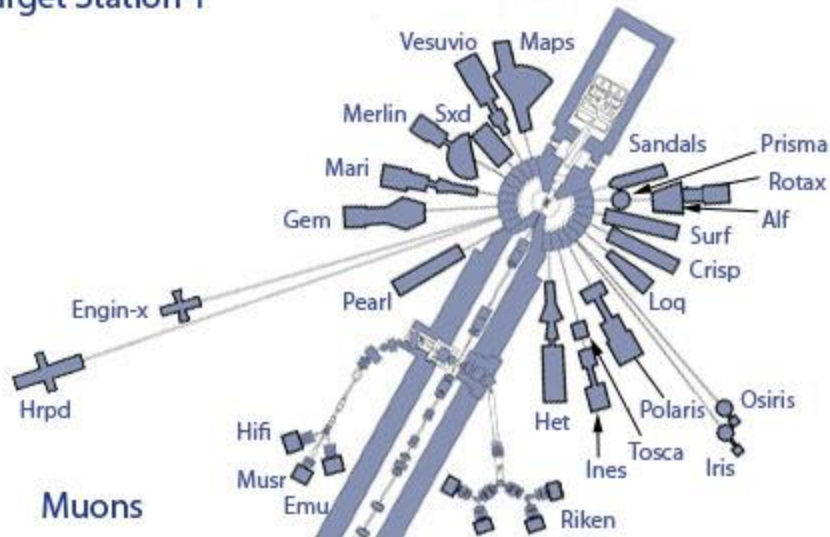 Target Station 1
Vesuvio
Maps
Merlin
Sxd
Sandals
Prisma
Mari
Rotax
Gem
Alf
Surf
Crisp
Pearl
Loq
Engin-x
Hrpd
Het
Polaris
Osiris
Hifi
Tosca
Iris
Ines
Musr
Emu
Muons
Riken